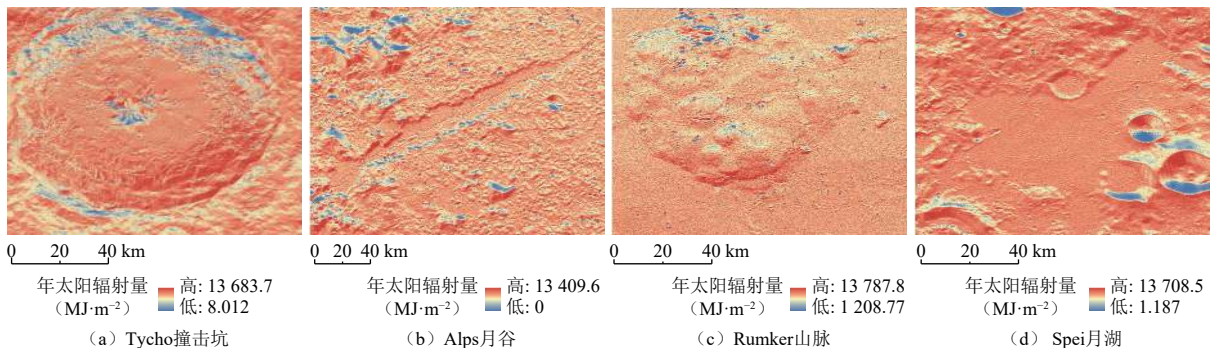 0 20 40 km
年太阳辐射量
(MJ·m⁻²)
高: 13 683.7
低: 8.012
(a) Tycho撞击坑
0 20 40 km
年太阳辐射量
(MJ·m⁻²)
高: 13 409.6
低: 0
(b) Alps月谷
0 20 40 km
年太阳辐射量
(MJ·m⁻²)
高: 13 787.8
低: 1 208.77
(c) Rumker山脉
0 20 40 km
年太阳辐射量
(MJ·m⁻²)
高: 13 708.5
低: 1.187
(d) Spei月湖